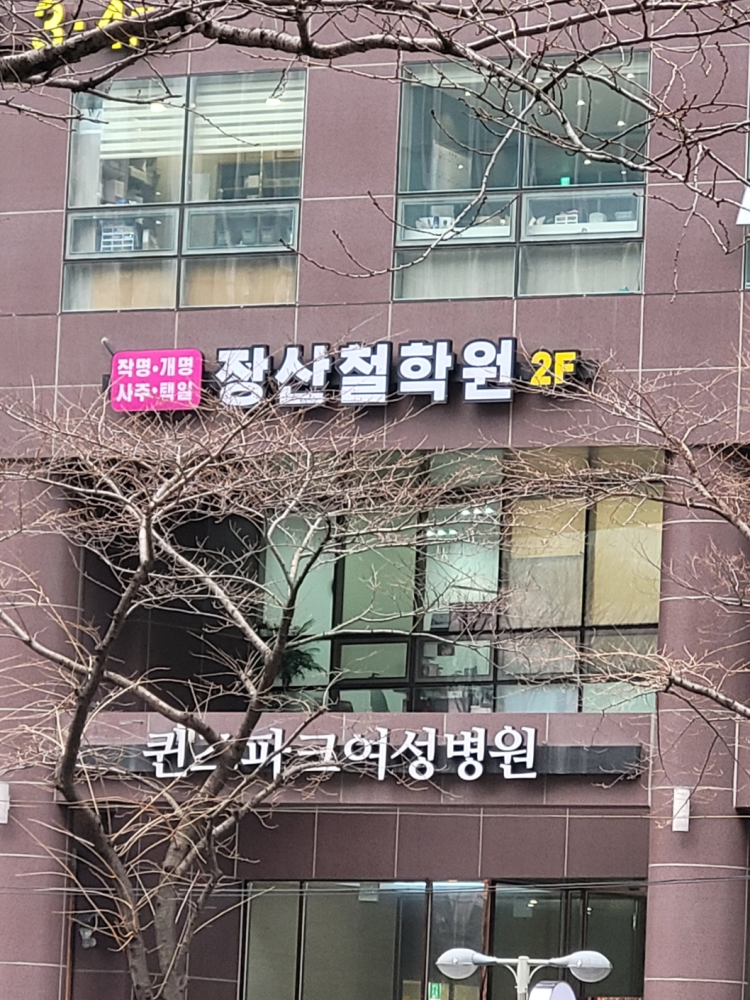 작명·개명
사주·택일
장산철학원 2F
퀸스파크여성병원